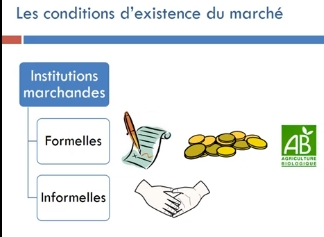 Les conditions d'existence du marché
Institutions
marchandes
Formelles
Informelles
AB
AGRICULTURE
BIOLOGIQUE